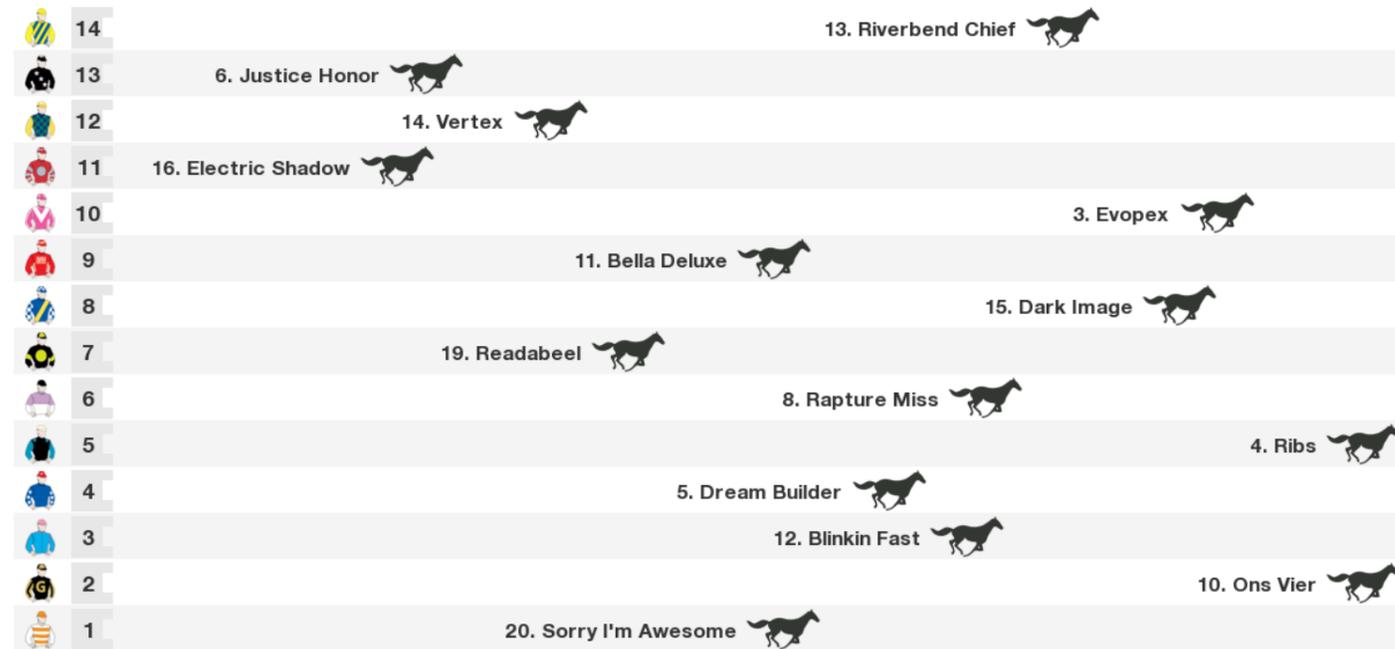 14 13. Riverbend Chief
13 6. Justice Honor
12 14. Vertex
11 16. Electric Shadow
10 3. Evopex
9 11. Bella Deluxe
8 15. Dark Image
7 19. Readabeel
6 8. Rapture Miss
5 4. Ribs
4 5. Dream Builder
3 12. Blinkin Fast
G 2 10. Ons Vier
1 20. Sorry I'm Awesome